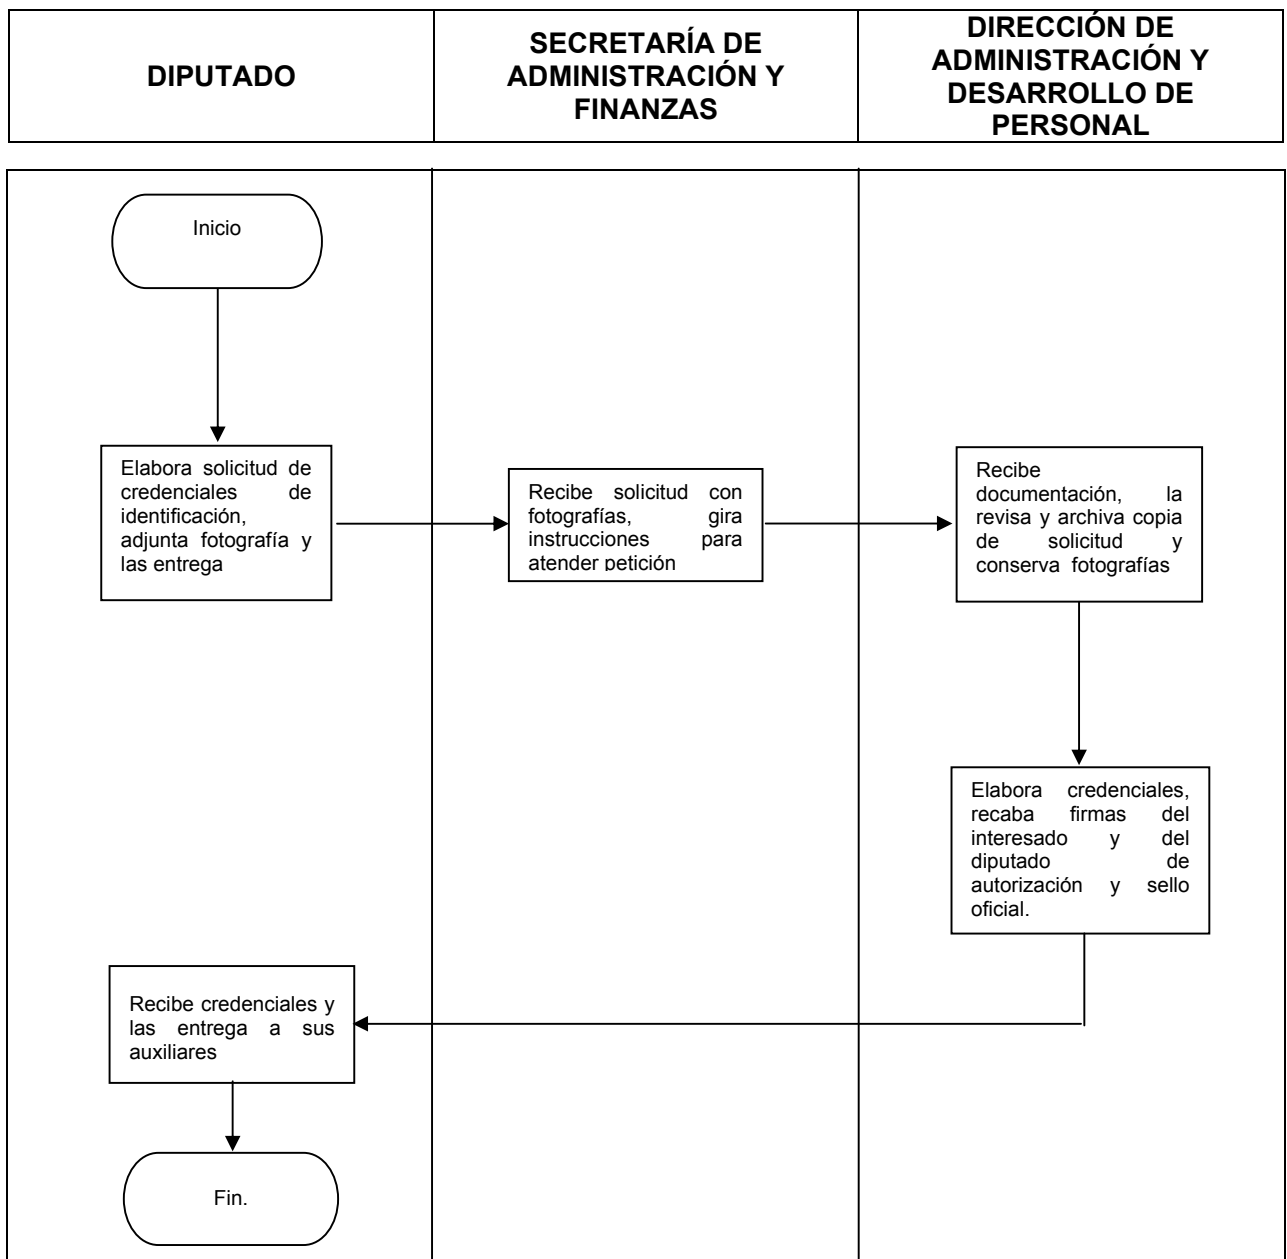 DIPUTADO
SECRETARÍA DE
ADMINISTRACIÓN Y
FINANZAS
DIRECCIÓN DE
ADMINISTRACIÓN Y
DESARROLLO DE
PERSONAL
Inicio
Elabora solicitud de
credenciales de
identificación,
adjunta fotografía y
las entrega
Recibe solicitud con
fotografías, gira
instrucciones para
atender petición
Recibe
documentación, la
revisa y archiva copia
de solicitud y
conserva fotografías
Elabora credenciales,
recaba firmas del
interesado y del
diputado de
autorización y sello
oficial.
Recibe credenciales y
las entrega a sus
auxiliares
Fin.